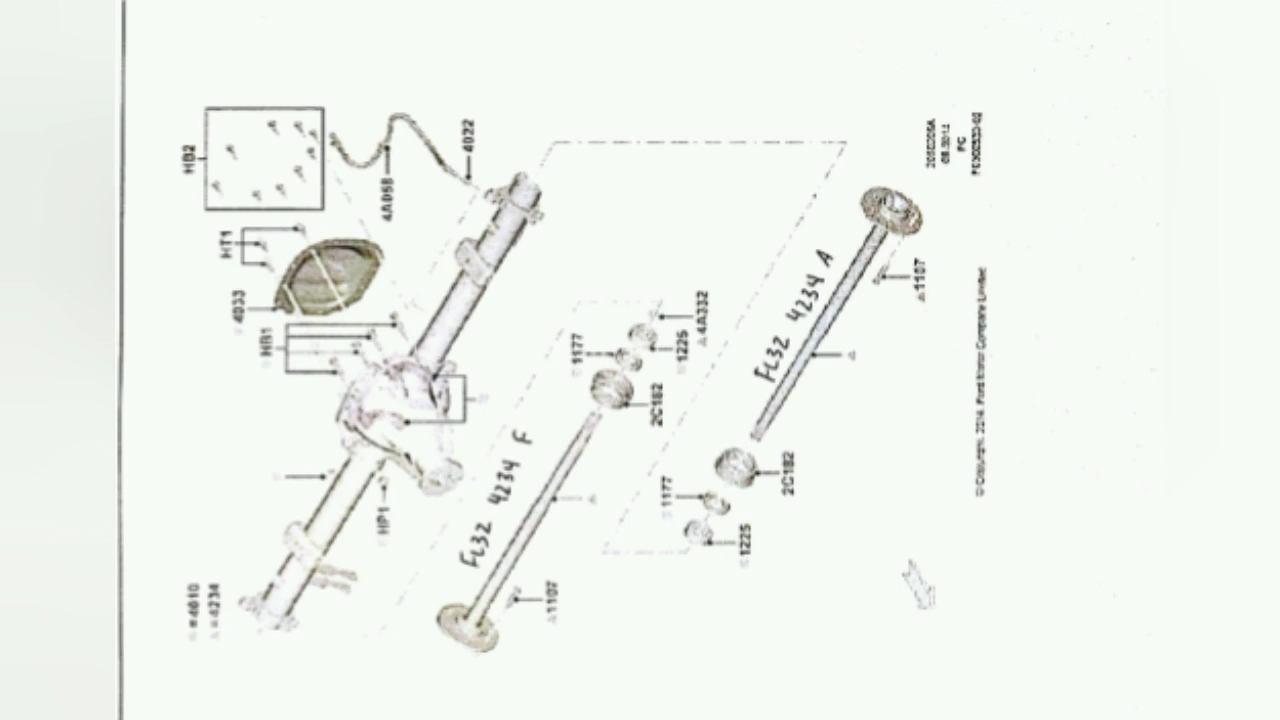 HB2
4022
4A058
HT1
4033
HB1
1177
4A332
1225
2C182
HP1
FL32 4234 F
1107
= 4010
= 4234
FL32 4234 A
1107
2C182
1177
1225